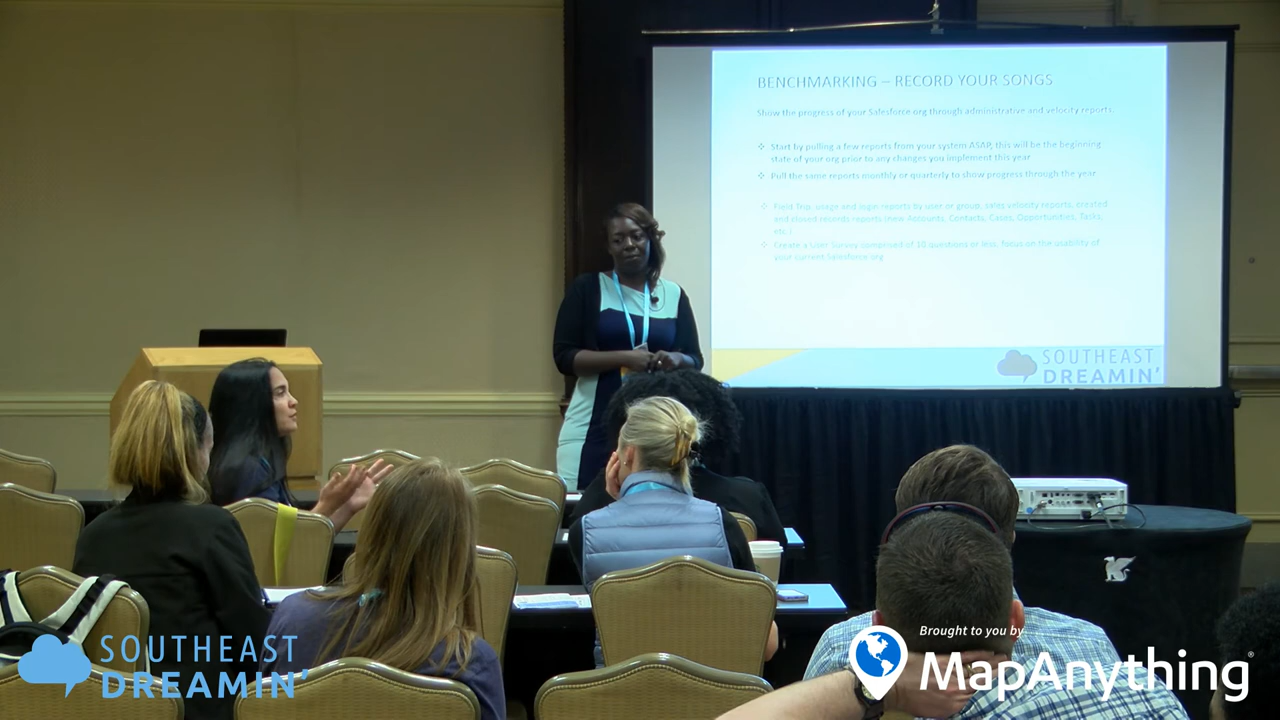 BENCHMARKING – RECORD YOUR SONGS
Show the progress of your Salesforce org through administrative and velocity reports
Start by pulling a few reports from your system ASAP, this will be the beginning
state of your org prior to any changes you implement this year
Pull the same reports monthly or quarterly to show progress through the year
Field Trip, usage and login reports by user or group, sales velocity reports, created
and closed records reports (new Accounts, Contacts, Cases, Opportunities, Tasks,
etc.)
Create a User Survey comprised of 10 questions or less, focus on the usability of
your current Salesforce org
SOUTHEAST
DREAMIN'
SOUTHEAST
DREAMIN'
Brought to you by
MapAnything